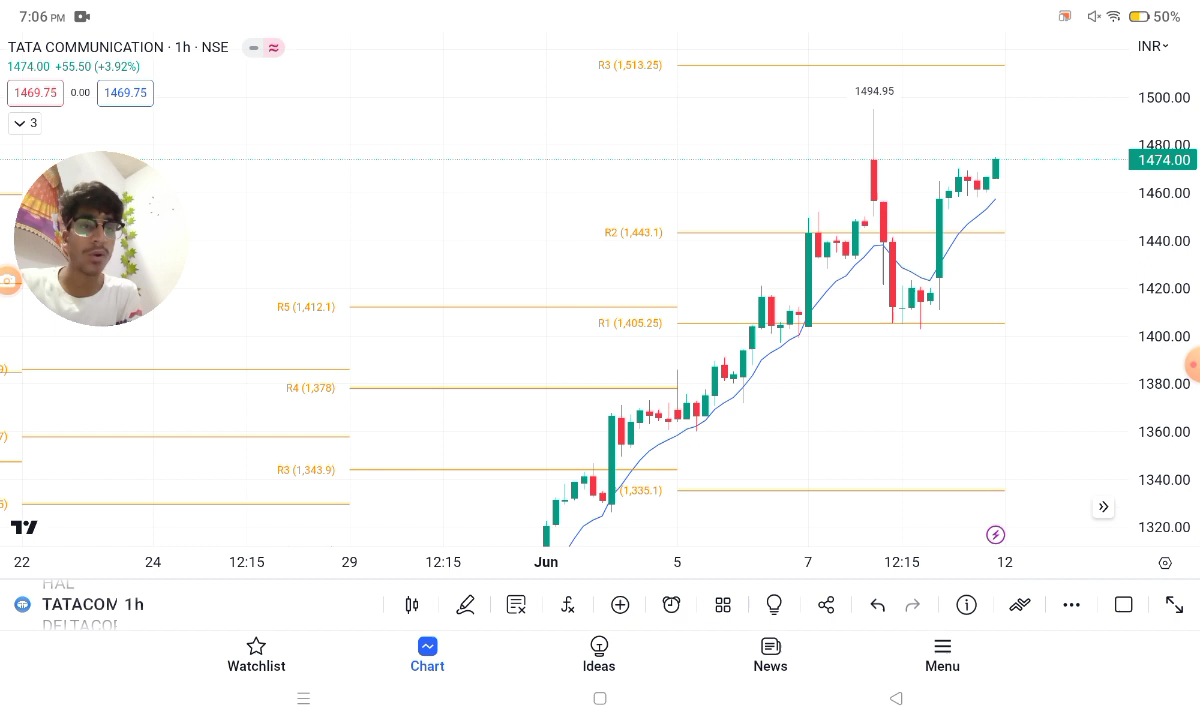 7:06 PM
50%
TATA COMMUNICATION · 1h · NSE
INR
1474.00 +55.50 (+3.92%)
1469.75 0.00 1469.75
3
R3 (1,513.25)
1494.95
1500.00
1480.00
1474.00
1460.00
R2 (1,443.1)
1440.00
1420.00
R5 (1,412.1)
R1 (1,405.25)
1400.00
R4 (1,378)
1380.00
1360.00
R3 (1,343.9)
1340.00
(1,335.1)
1320.00
22 24 12:15 29 12:15 Jun 5 7 12:15 12
HAL
TATACOM 1h
DELTACOR
Watchlist Chart Ideas News Menu